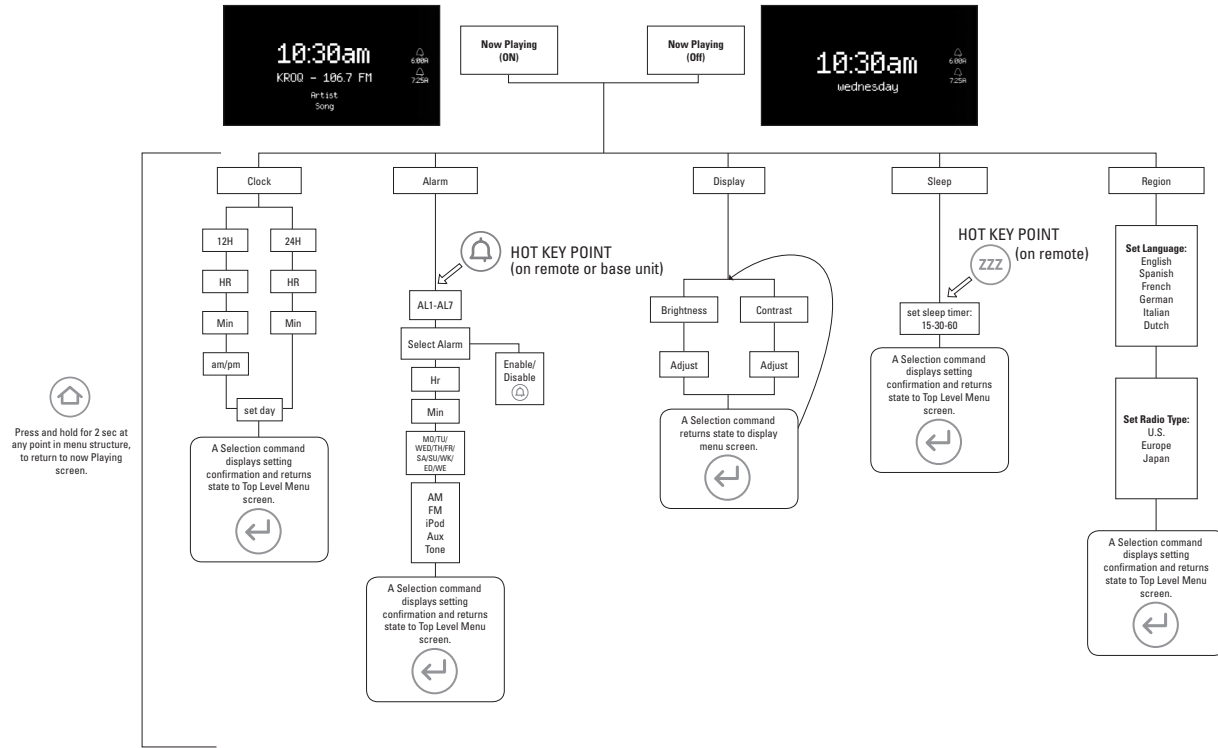 10:30am
KROQ - 106.7 FM
Artist
Song
6:00A
7:25A
Now Playing
(ON)
Now Playing
(Off)
10:30am
wednesday
6:00A
7:25A
Clock
Alarm
Display
Sleep
Region
12H
24H
HR
HR
Min
Min
am/pm
set day
A Selection command
displays setting
confirmation and returns
state to Top Level Menu
screen.
HOT KEY POINT
(on remote or base unit)
AL1-AL7
Select Alarm
Enable/
Disable
Hr
Min
MO/TU/
WED/TH/FR/
SA/SU/WK/
ED/WE
AM
FM
iPod
Aux
Tone
A Selection command
displays setting
confirmation and returns
state to Top Level Menu
screen.
Brightness
Contrast
Adjust
Adjust
A Selection command
returns state to display
menu screen.
HOT KEY POINT
(on remote)
ZZZ
set sleep timer:
15-30-60
A Selection command
displays setting
confirmation and returns
state to Top Level Menu
screen.
Set Language:
English
Spanish
French
German
Italian
Dutch
Set Radio Type:
U.S.
Europe
Japan
A Selection command
displays setting
confirmation and returns
state to Top Level Menu
screen.
Press and hold for 2 sec at
any point in menu structure,
to return to now Playing
screen.